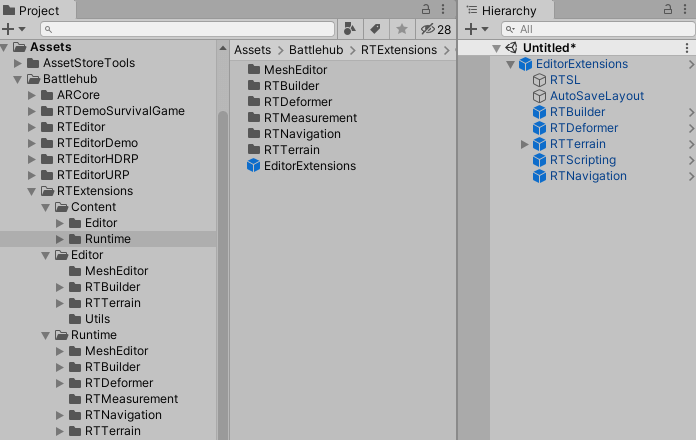 Project
28
Assets
AssetStoreTools
Battlehub
ARCore
RTDemoSurvivalGame
RTEditor
RTEditorDemo
RTEditorHDRP
RTEditorURP
RTExtensions
Content
Editor
Runtime
Editor
MeshEditor
RTBuilder
RTTerrain
Utils
Runtime
MeshEditor
RTBuilder
RTDeformer
RTMeasurement
RTNavigation
RTTerrain
Assets > Battlehub > RTExtensions >
MeshEditor
RTBuilder
RTDeformer
RTMeasurement
RTNavigation
RTTerrain
EditorExtensions
Hierarchy
All
Untitled*
EditorExtensions
RTSL
AutoSaveLayout
RTBuilder
RTDeformer
RTTerrain
RTScripting
RTNavigation